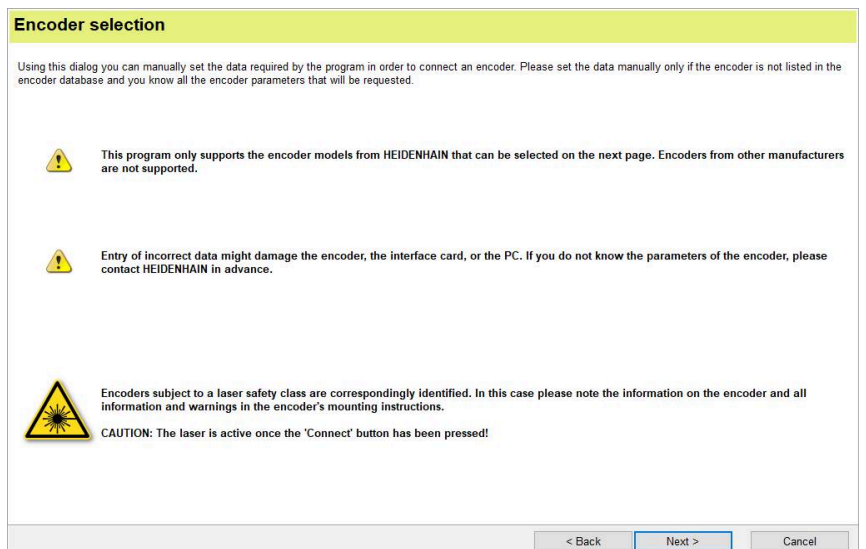 Encoder selection
Using this dialog you can manually set the data required by the program in order to connect an encoder. Please set the data manually only if the encoder is not listed in the
encoder database and you know all the encoder parameters that will be requested.
This program only supports the encoder models from HEIDENHAIN that can be selected on the next page. Encoders from other manufacturers
are not supported.
Entry of incorrect data might damage the encoder, the interface card, or the PC. If you do not know the parameters of the encoder, please
contact HEIDENHAIN in advance.
Encoders subject to a laser safety class are correspondingly identified. In this case please note the information on the encoder and all
information and warnings in the encoder's mounting instructions.
CAUTION: The laser is active once the 'Connect' button has been pressed!
< Back Next > Cancel